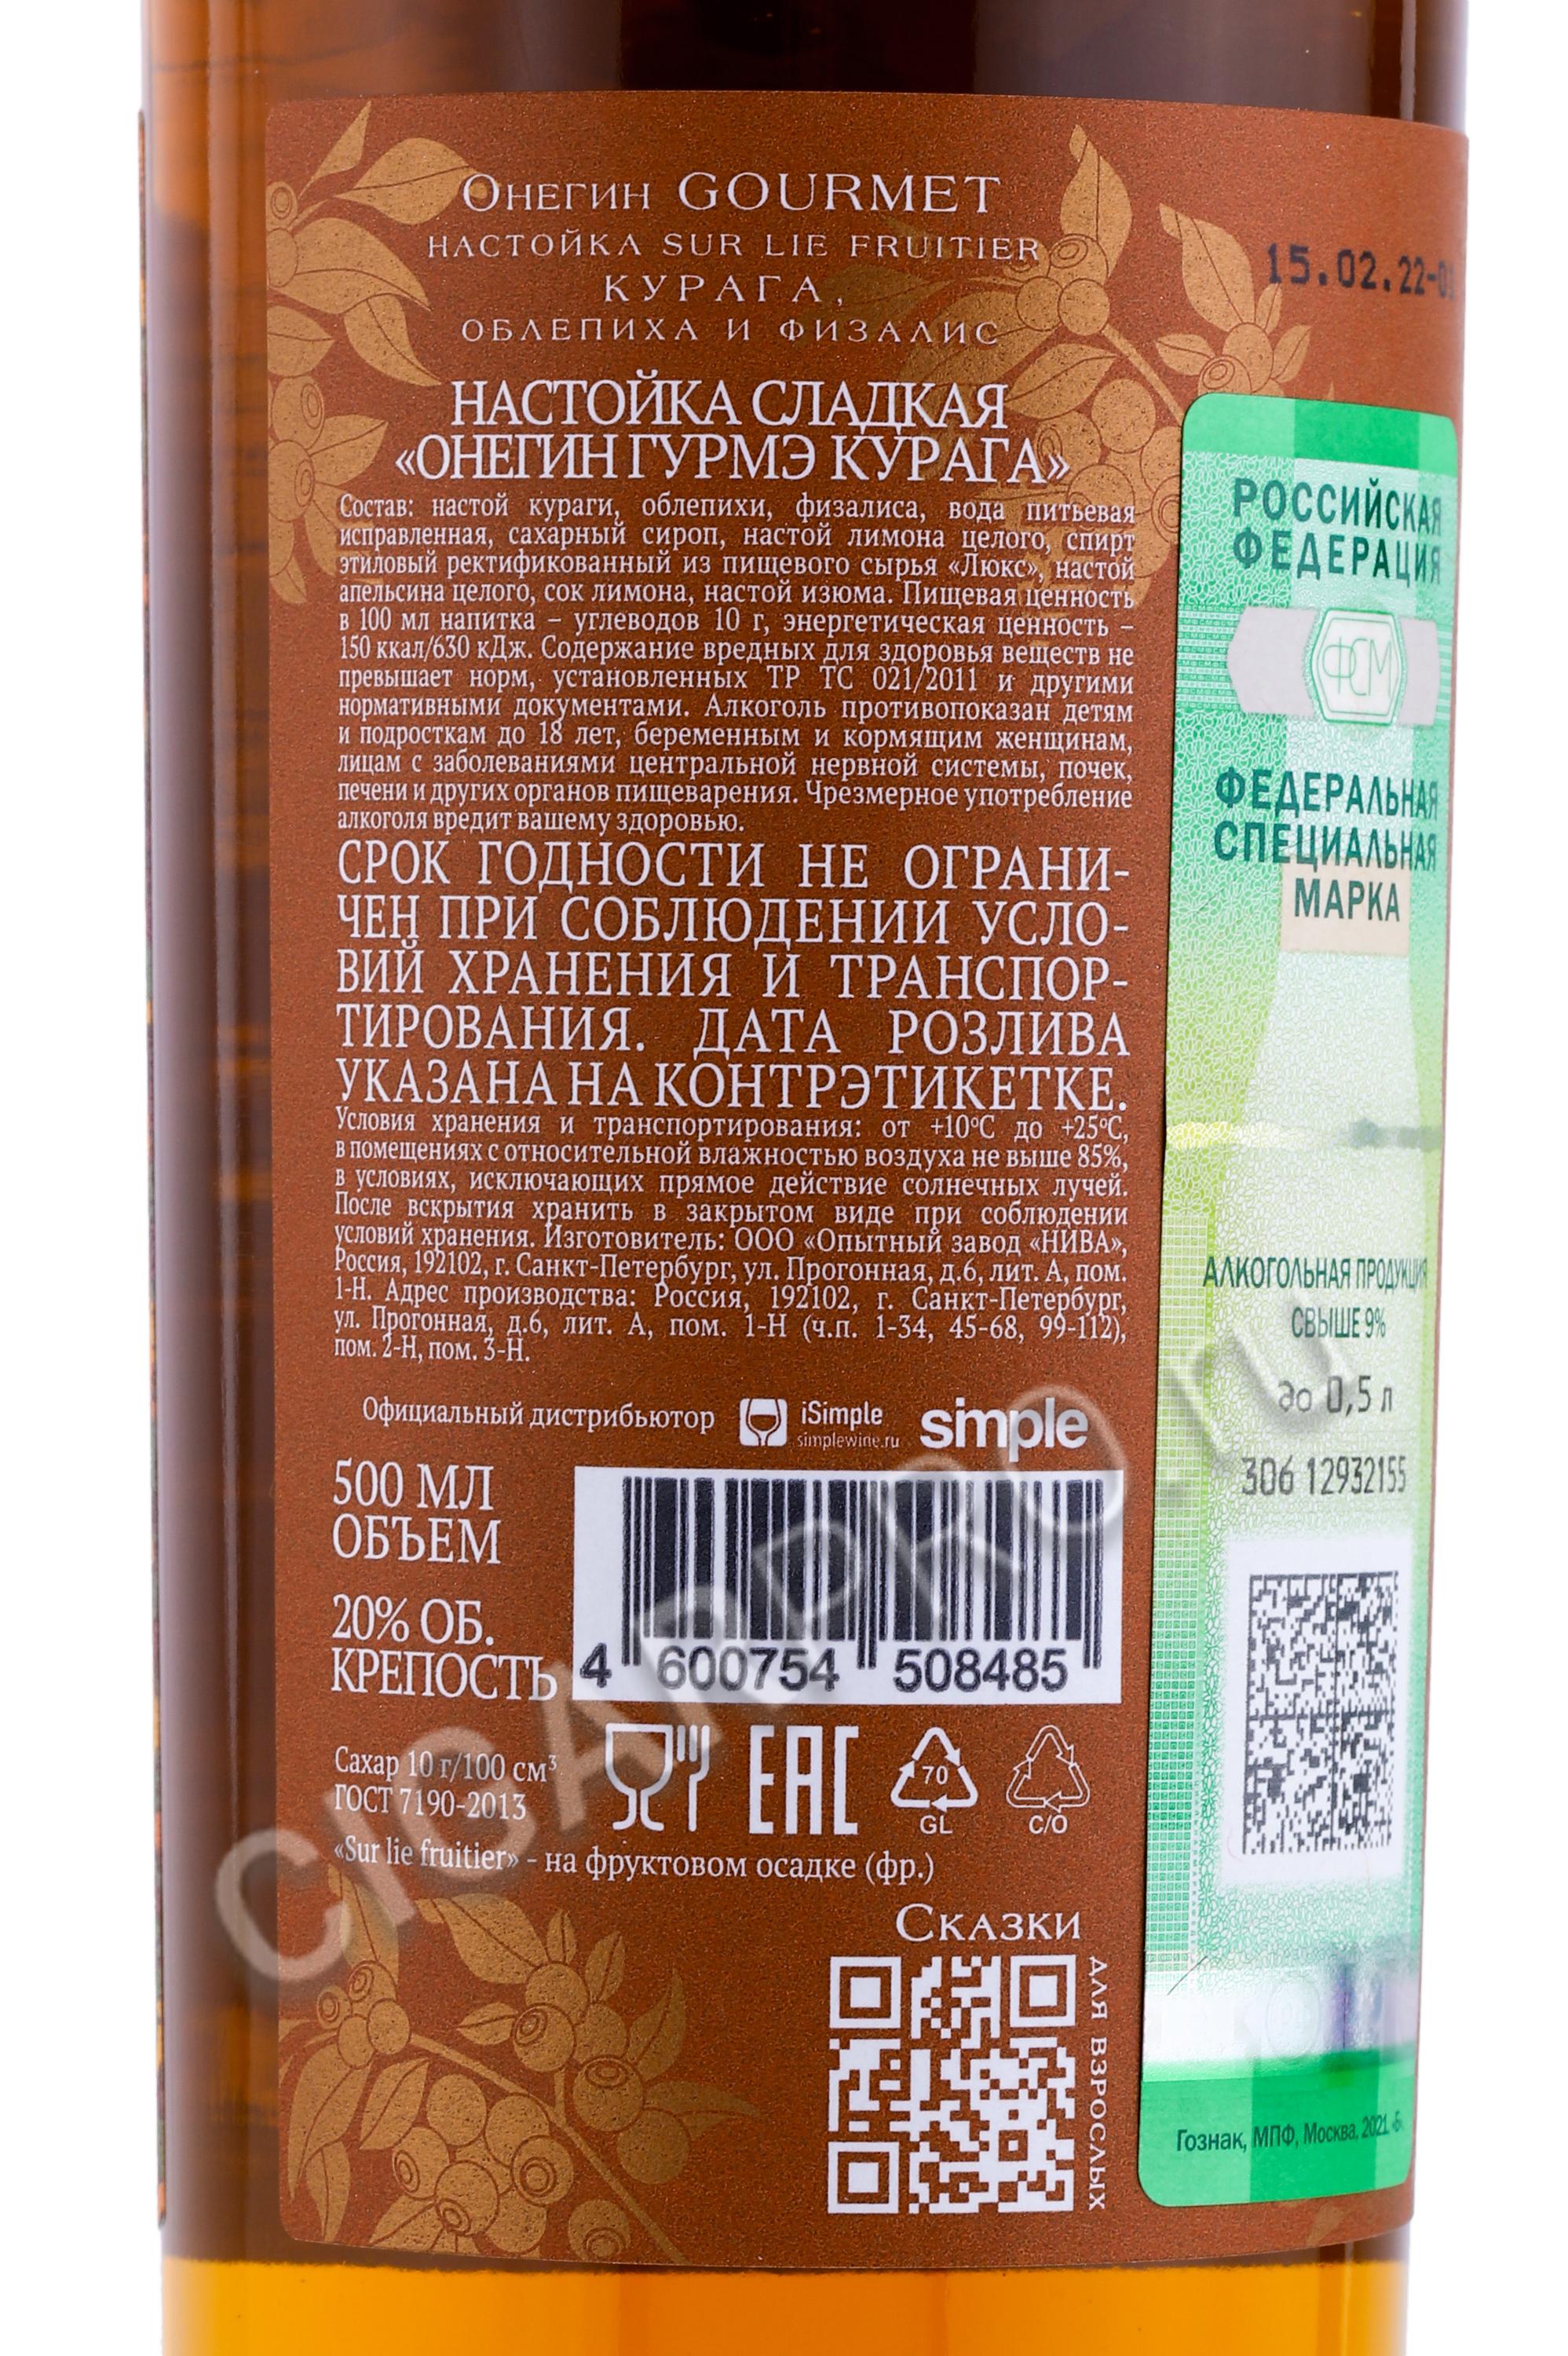 Онегин GOURMET
НАСТОЙКА SUR LIE FRUITIER
КУРАГА,
ОБЛЕПИХА И ФИЗАЛИС
НАСТОЙКА СЛАДКАЯ
«ОНЕГИН ГУРМЭ КУРАГА»
Состав: настой кураги, облепихи, физалиса, вода питьевая
исправленная, сахарный сироп, настой лимона целого, спирт
этиловый ректификованный из пищевого сырья «Люкс», настой
апельсина целого, сок лимона, настой изюма. Пищевая ценность
в 100 мл напитка – углеводов 10 г, энергетическая ценность –
150 ккал/630 кДж. Содержание вредных для здоровья веществ не
превышает норм, установленных ТР ТС 021/2011 и другими
нормативными документами. Алкоголь противопоказан детям
и подросткам до 18 лет, беременным и кормящим женщинам,
лицам с заболеваниями центральной нервной системы, почек,
печени и других органов пищеварения. Чрезмерное употребление
алкоголя вредит вашему здоровью.
СРОК ГОДНОСТИ НЕ ОГРАНИ-
ЧЕН ПРИ СОБЛЮДЕНИИ УСЛО-
ВИЙ ХРАНЕНИЯ И ТРАНСПОР-
ТИРОВАНИЯ. ДАТА РОЗЛИВА
УКАЗАНА НА КОНТРЭТИКЕТКЕ.
Условия хранения и транспортирования: от +10°С до +25°С,
в помещениях с относительной влажностью воздуха не выше 85%,
в условиях, исключающих прямое действие солнечных лучей.
После вскрытия хранить в закрытом виде при соблюдении
условий хранения. Изготовитель: ООО «Опытный завод «НИВА»,
Россия, 192102, г. Санкт-Петербург, ул. Прогонная, д.6, лит. А, пом.
1-Н. Адрес производства: Россия, 192102, г. Санкт-Петербург,
ул. Прогонная, д.6, лит. А, пом. 1-Н (ч.п. 1-34, 45-68, 99-112),
пом. 2-Н, пом. 3-Н.
Официальный дистрибьютор iSimple simple
simplewine.ru
500 МЛ
ОБЪЕМ
20% ОБ.
КРЕПОСТЬ
4 600754 508485
Сахар 10 г/100 см³
ГОСТ 7190-2013
EAC
70
GL
C/O
«Sur lie fruitier» - на фруктовом осадке (фр.)
Сказки
ДЛЯ ВЗРОСЛЫХ
15.02.22-01
РОССИЙСКАЯ
ФЕДЕРАЦИЯ
ФСМ
ФЕДЕРАЛЬНАЯ
СПЕЦИАЛЬНАЯ
МАРКА
АЛКОГОЛЬНАЯ ПРОДУКЦИЯ
СВЫШЕ 9%
до 0,5 л
306 12932155
Гознак, МПФ, Москва, 2021. «Б».
CIGARPRO.ru